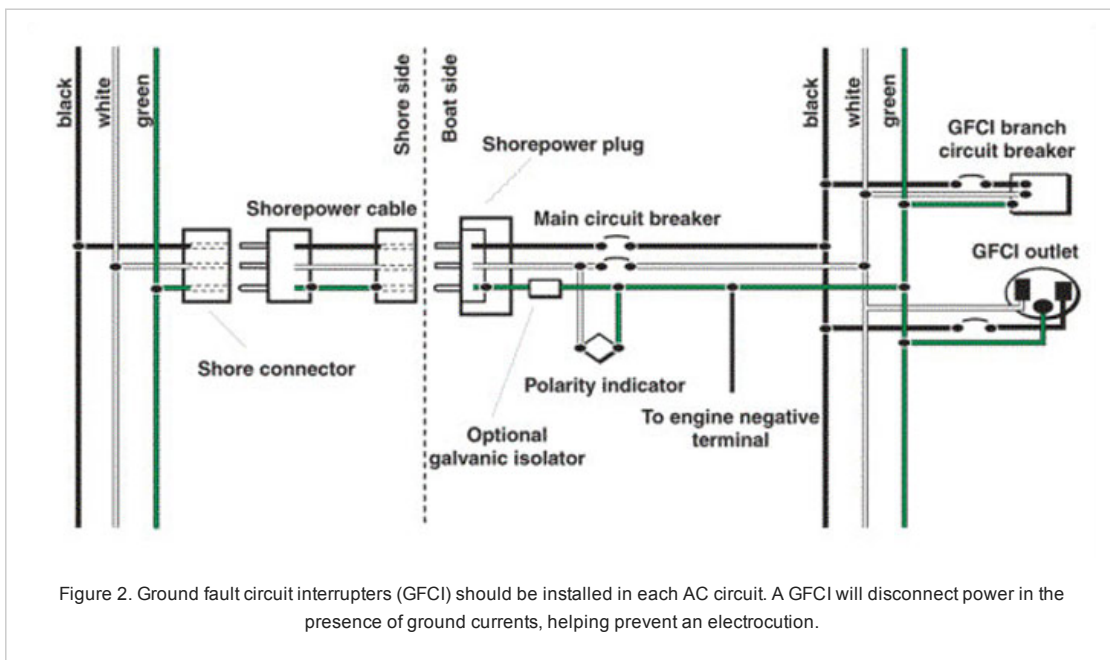 black
white
green
Shore side
Boat side
Shorepower plug
black
white
green
GFCI branch
circuit breaker
Shorepower cable
Main circuit breaker
GFCI outlet
Shore connector
Polarity indicator
To engine negative
terminal
Optional
galvanic isolator
Figure 2. Ground fault circuit interrupters (GFCI) should be installed in each AC circuit. A GFCI will disconnect power in the
presence of ground currents, helping prevent an electrocution.